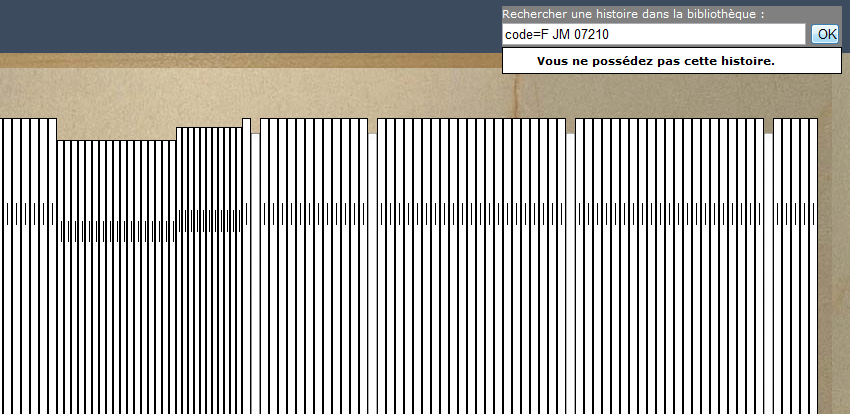 Rechercher une histoire dans la bibliothèque :
code=F JM 07210 OK
Vous ne possédez pas cette histoire.